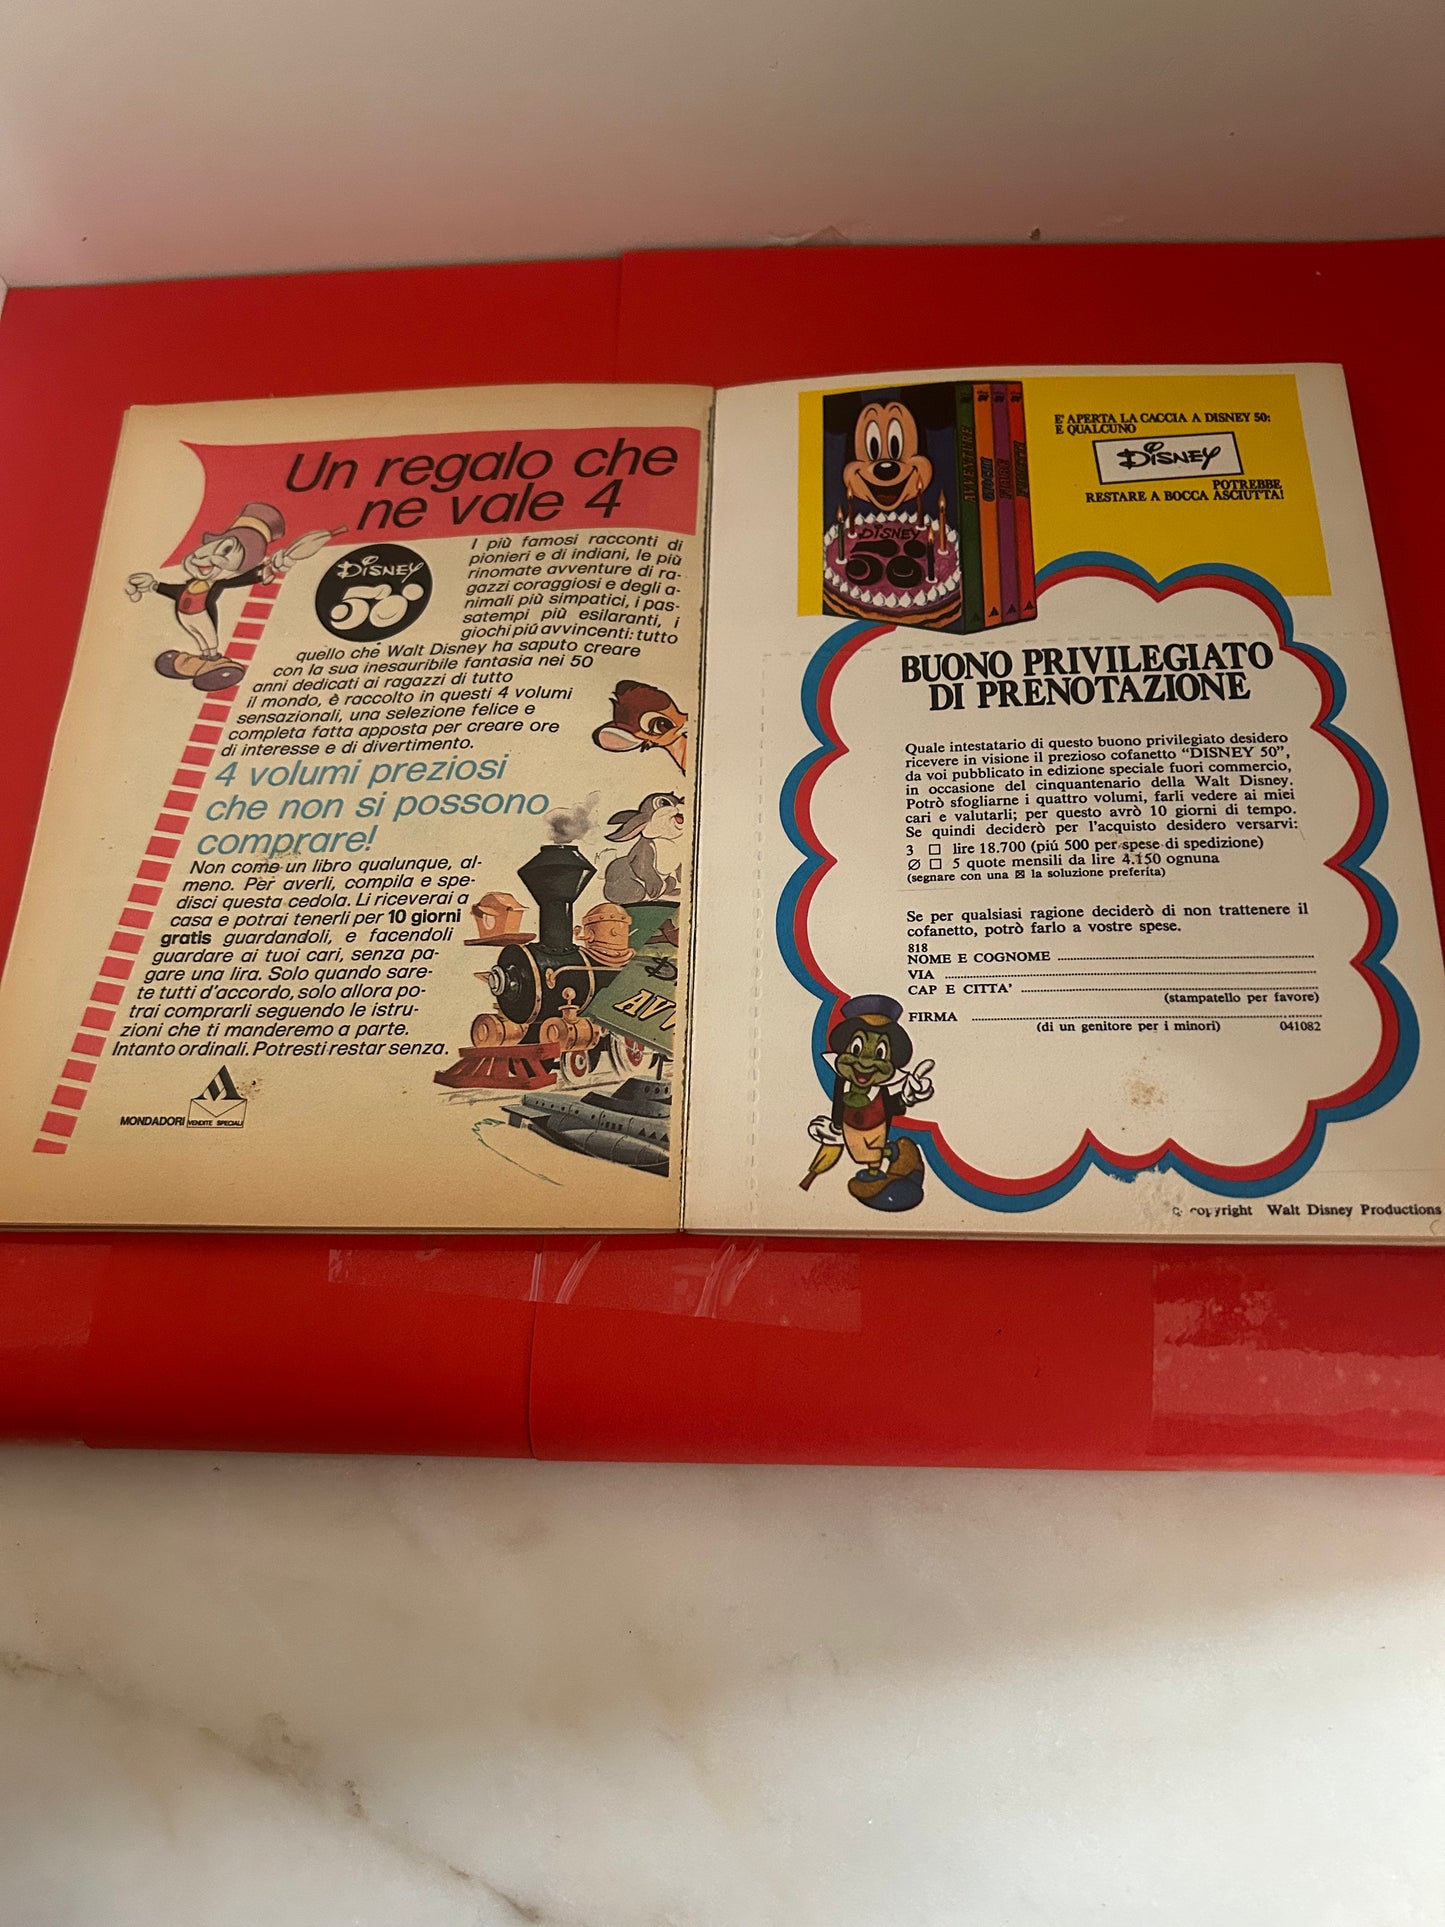 Un regalo che
ne vale 4
DISNEY
50
I più famosi racconti di
pionieri e di indiani, le più
rinomate avventure di ra-
gazzi coraggiosi e degli a-
nimali più simpatici, i pas-
satempi più esilaranti, i
giochi piú avvincenti: tutto
quello che Walt Disney ha saputo creare
con la sua inesauribile fantasia nei 50
anni dedicati ai ragazzi di tutto
il mondo, è raccolto in questi 4 volumi
sensazionali, una selezione felice e
completa fatta apposta per creare ore
di interesse e di divertimento.
4 volumi preziosi
che non si possono
comprare!
Non come un libro qualunque, al-
meno. Per averli, compila e spe-
disci questa cedola. Li riceverai a
casa e potrai tenerli per 10 giorni
gratis guardandoli, e facendoli
guardare ai tuoi cari, senza pa-
gare una lira. Solo quando sare-
te tutti d'accordo, solo allora po-
trai comprarli seguendo le istru-
zioni che ti manderemo a parte.
Intanto ordinali. Potresti restar senza.
AVV
MONDADORI VENDITE SPECIALI
AVVENTURE
GIOCHI
FIABE
DISNEY
50
E' APERTA LA CACCIA A DISNEY 50:
E QUALCUNO
DISNEY
POTREBBE
RESTARE A BOCCA ASCIUTTA!
BUONO PRIVILEGIATO
DI PRENOTAZIONE
Quale intestatario di questo buono privilegiato desidero
ricevere in visione il prezioso cofanetto "DISNEY 50",
da voi pubblicato in edizione speciale fuori commercio,
in occasione del cinquantenario della Walt Disney.
Potrò sfogliarne i quattro volumi, farli vedere ai miei
cari e valutarli; per questo avrò 10 giorni di tempo.
Se quindi deciderò per l'acquisto desidero versarvi:
3 ☐ lire 18.700 (piú 500 per spese di spedizione)
∅ ☐ 5 quote mensili da lire 4.150 ognuna
(segnare con una ☒ la soluzione preferita)
Se per qualsiasi ragione deciderò di non trattenere il
cofanetto, potrò farlo a vostre spese.
818
NOME E COGNOME
VIA
CAP E CITTA'
(stampatello per favore)
FIRMA
(di un genitore per i minori) 041082
© copyright Walt Disney Productions